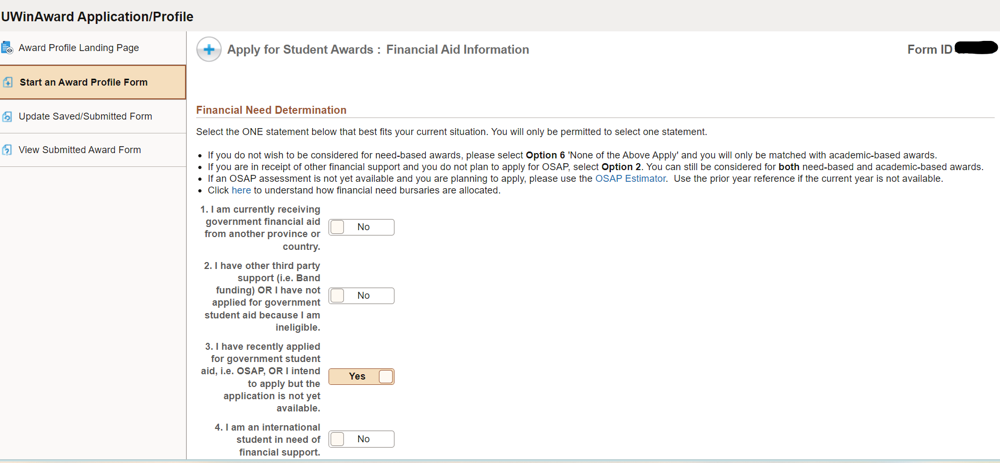 UWinAward Application/Profile
Award Profile Landing Page
Start an Award Profile Form
Update Saved/Submitted Form
View Submitted Award Form
Apply for Student Awards : Financial Aid Information
Form ID
Financial Need Determination
Select the ONE statement below that best fits your current situation. You will only be permitted to select one statement.
• If you do not wish to be considered for need-based awards, please select Option 6 'None of the Above Apply' and you will only be matched with academic-based awards.
• If you are in receipt of other financial support and you do not plan to apply for OSAP, select Option 2. You can still be considered for both need-based and academic-based awards.
• If an OSAP assessment is not yet available and you are planning to apply, please use the OSAP Estimator. Use the prior year reference if the current year is not available.
• Click here to understand how financial need bursaries are allocated.
1. I am currently receiving
government financial aid
from another province or
country.
No
2. I have other third party
support (i.e. Band
funding) OR I have not
applied for government
student aid because I am
ineligible.
No
3. I have recently applied
for government student
aid, i.e. OSAP, OR I intend
to apply but the
application is not yet
available.
Yes
4. I am an international
student in need of
financial support.
No